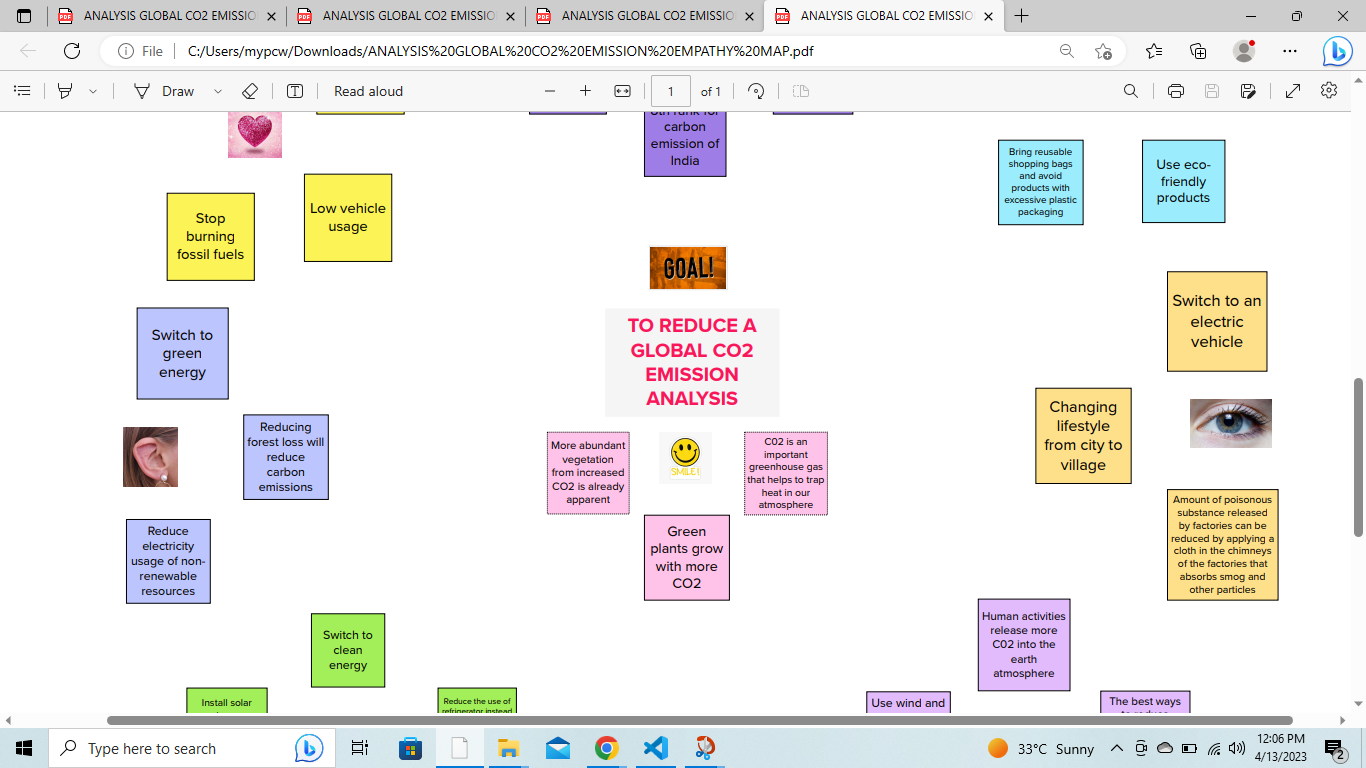 ANALYSIS GLOBAL CO2 EMISSIO
ANALYSIS GLOBAL CO2 EMISSIO
ANALYSIS GLOBAL CO2 EMISSIO
ANALYSIS GLOBAL CO2 EMISSIO
File
C:/Users/mypcw/Downloads/ANALYSIS%20GLOBAL%20CO2%20EMISSION%20EMPATHY%20MAP.pdf
Draw
Read aloud
1
of 1
carbon
emission of
India
Bring reusable
shopping bags
and avoid
products with
excessive plastic
packaging
Use eco-
friendly
products
Stop
burning
fossil fuels
Low vehicle
usage
GOAL!
TO REDUCE A
GLOBAL CO2
EMISSION
ANALYSIS
Switch to an
electric
vehicle
Switch to
green
energy
Changing
lifestyle
from city to
village
Reducing
forest loss will
reduce
carbon
emissions
More abundant
vegetation
from increased
CO2 is already
apparent
SMILE!
C02 is an
important
greenhouse gas
that helps to trap
heat in our
atmosphere
Amount of poisonous
substance released
by factories can be
reduced by applying a
cloth in the chimneys
of the factories that
absorbs smog and
other particles
Reduce
electricity
usage of non-
renewable
resources
Green
plants grow
with more
CO2
Human activities
release more
C02 into the
earth
atmosphere
Switch to
clean
energy
Install solar
Reduce the use of
refrigerator instead
Use wind and
The best ways
Type here to search
33°C Sunny
12:06 PM
4/13/2023
2